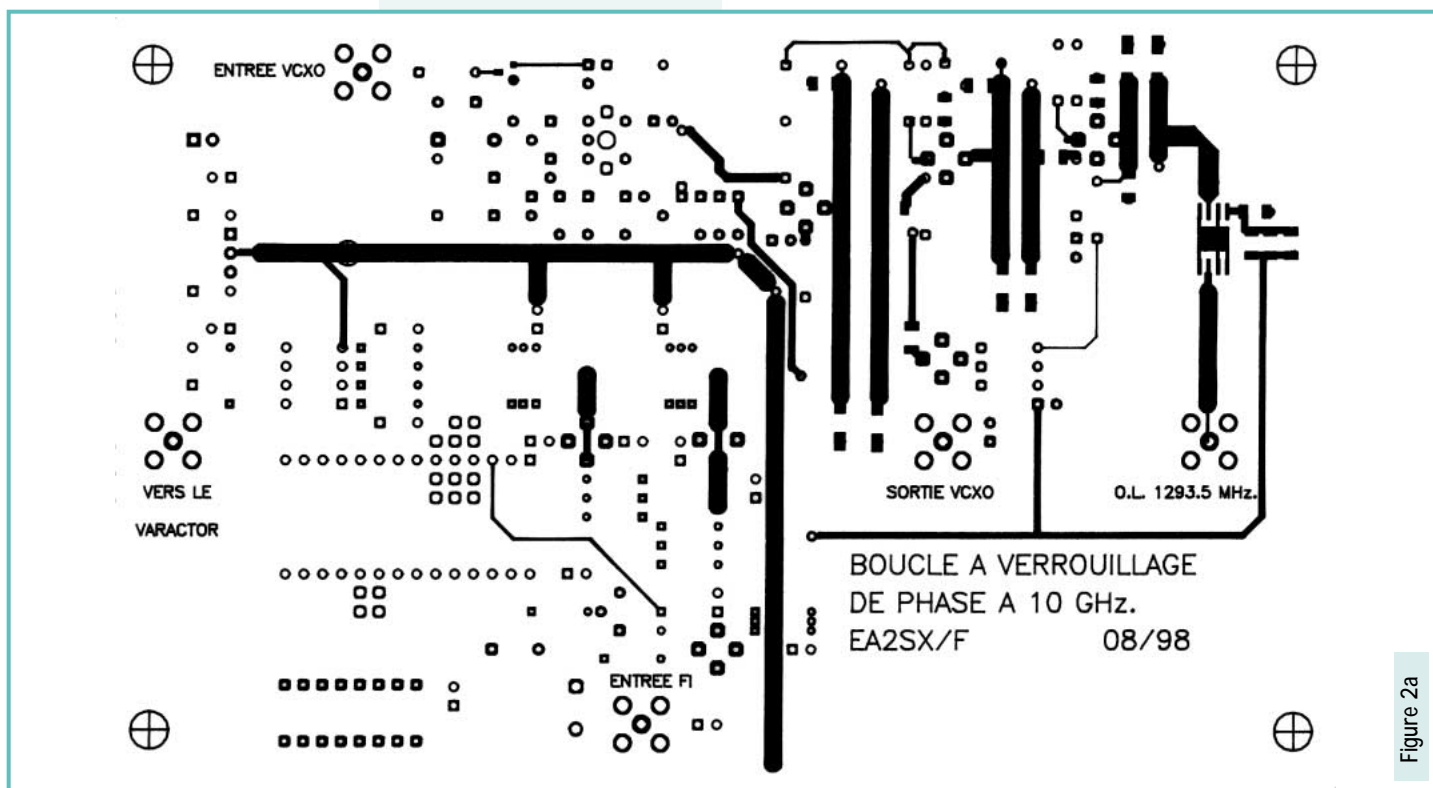 ENTREE VCXO
VERS LE
VARACTOR
SORTIE VCXO
O.L. 1293.5 MHz.
BOUCLE A VERROUILLAGE
DE PHASE A 10 GHz.
EA2SX/F 08/98
ENTREE FI
Figure 2a